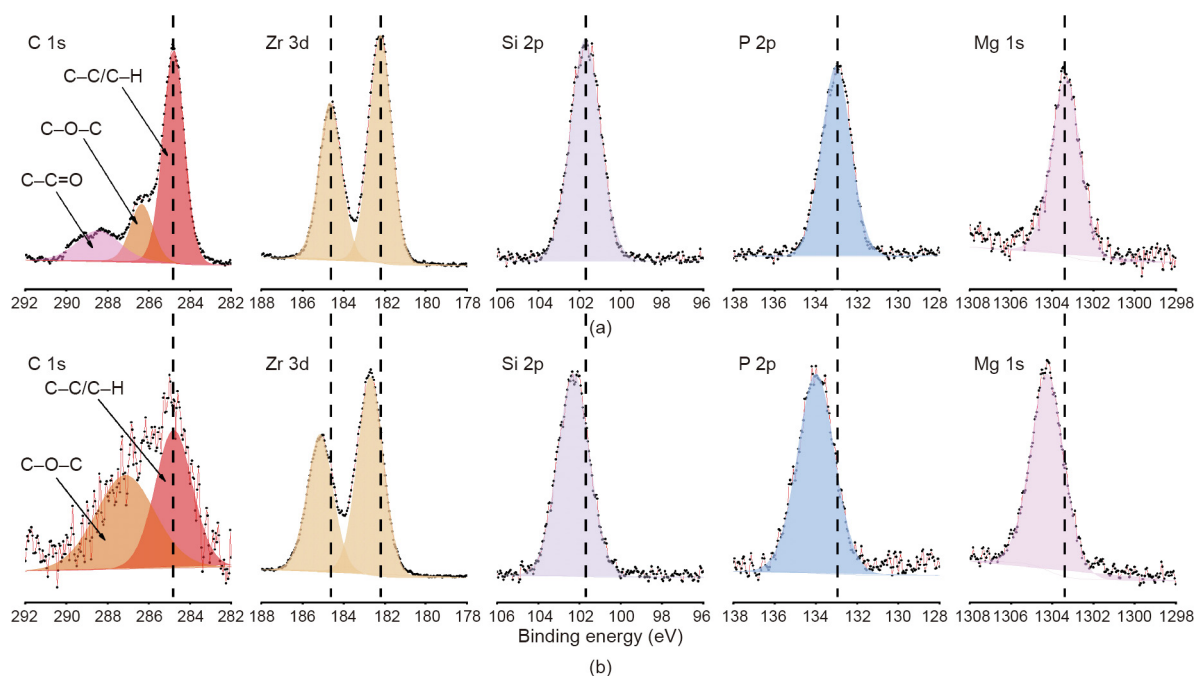 C 1s
Zr 3d
Si 2p
P 2p
Mg 1s
C–C/C–H
C–O–C
C–C=O
292 290 288 286 284 282
188 186 184 182 180 178
106 104 102 100 98 96
138 136 134 132 130 128
1308 1306 1304 1302 1300 1298
(a)
C 1s
Zr 3d
Si 2p
P 2p
Mg 1s
C–C/C–H
C–O–C
292 290 288 286 284 282
188 186 184 182 180 178
106 104 102 100 98 96
138 136 134 132 130 128
1308 1306 1304 1302 1300 1298
Binding energy (eV)
(b)